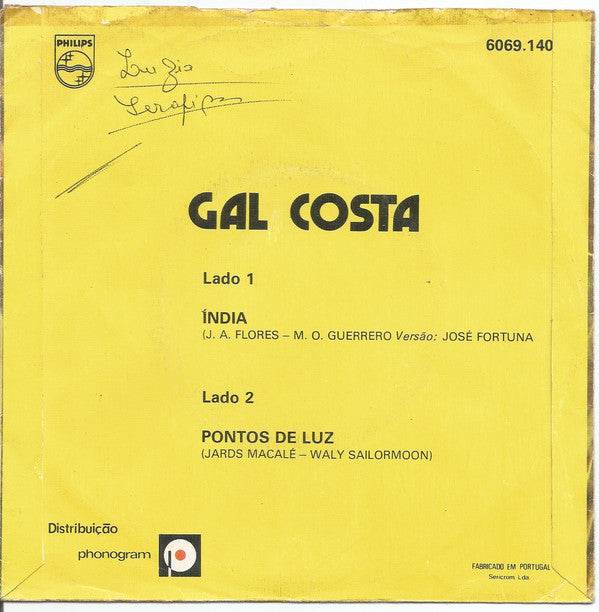 PHILIPS
6069.140
Luzia
GAL COSTA
Lado 1
ÍNDIA
(J. A. FLORES – M. O. GUERRERO Versão: JOSÉ FORTUNA
Lado 2
PONTOS DE LUZ
(JARDS MACALÉ – WALY SAILORMOON)
Distribuição
phonogram
FABRICADO EM PORTUGAL
Sericrom Lda.